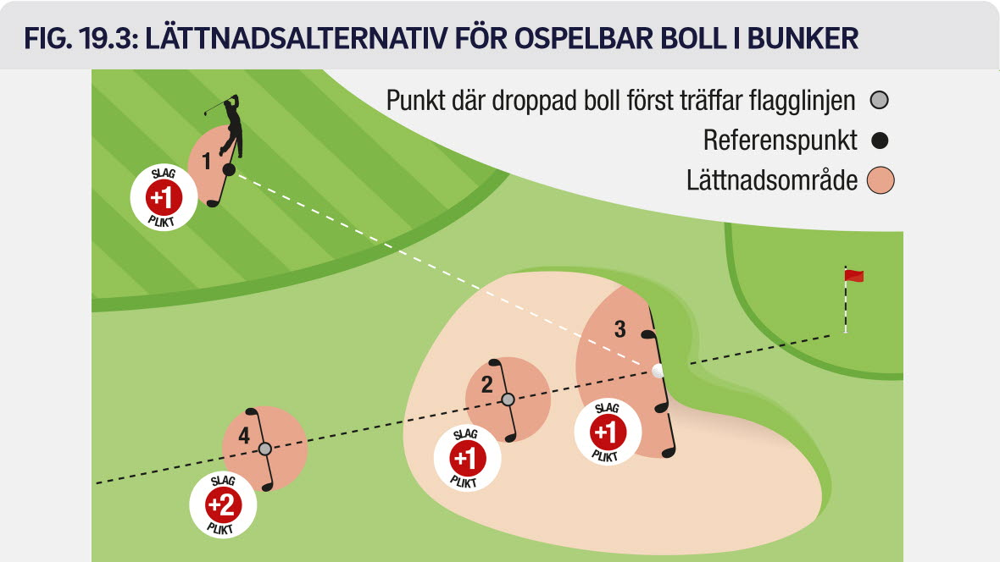 FIG. 19.3: LÄTTNADSALTERNATIV FÖR OSPELBAR BOLL I BUNKER
Punkt där droppad boll först träffar flagglinjen
Referenspunkt
Lättnadsområde
1
SLAG
+1
PLIKT
3
2
SLAG
+1
PLIKT
SLAG
+1
PLIKT
4
SLAG
+2
PLIKT